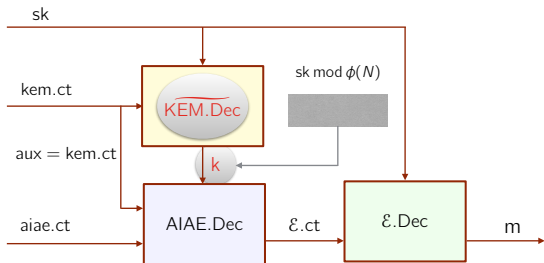 sk
kem.ct
KEM.Dec
sk mod ϕ(N)
aux = kem.ct
k
aiae.ct
AIAE.Dec
ℰ.ct
ℰ.Dec
m